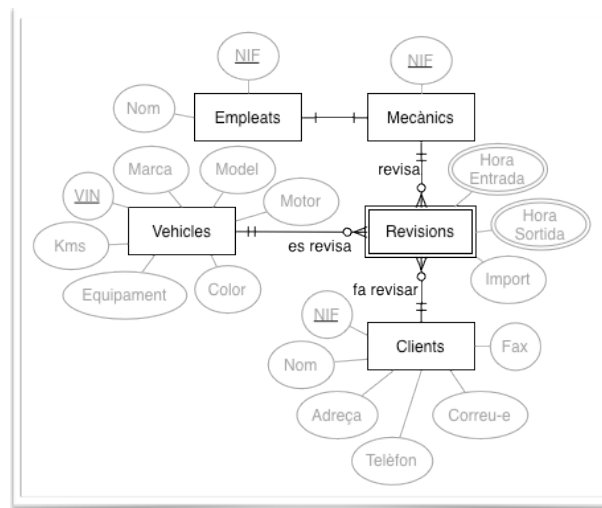 NIF
NIF
Nom
Empleats
Mecànics
Marca
Model
revisa
Hora
Entrada
VIN
Motor
Hora
Sortida
Kms
Vehicles
es revisa
Revisions
Equipament
Color
fa revisar
Import
NIF
Nom
Clients
Fax
Adreça
Correu-e
Telèfon